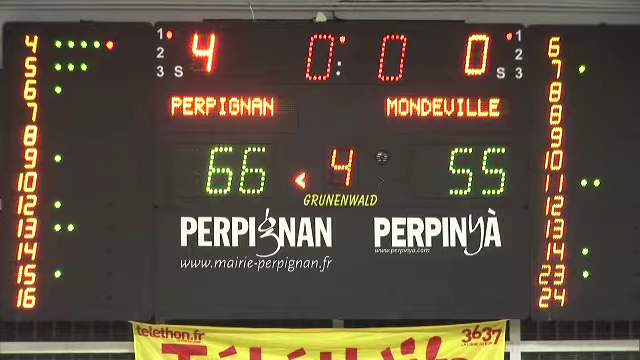 1 4 0:0 0 1
2 2
3 S S 3
PERPIGNAN MONDEVILLE
66 < 4 55
GRUNENWALD
PERPIGNAN PERPINYÀ
www.mairie-perpignan.fr www.perpinya.com
4 6
5 7
6 8
7 8
8 9
9 10
10 11
11 12
12 13
13 14
14 23
15 24
16
telethon.fr 3637